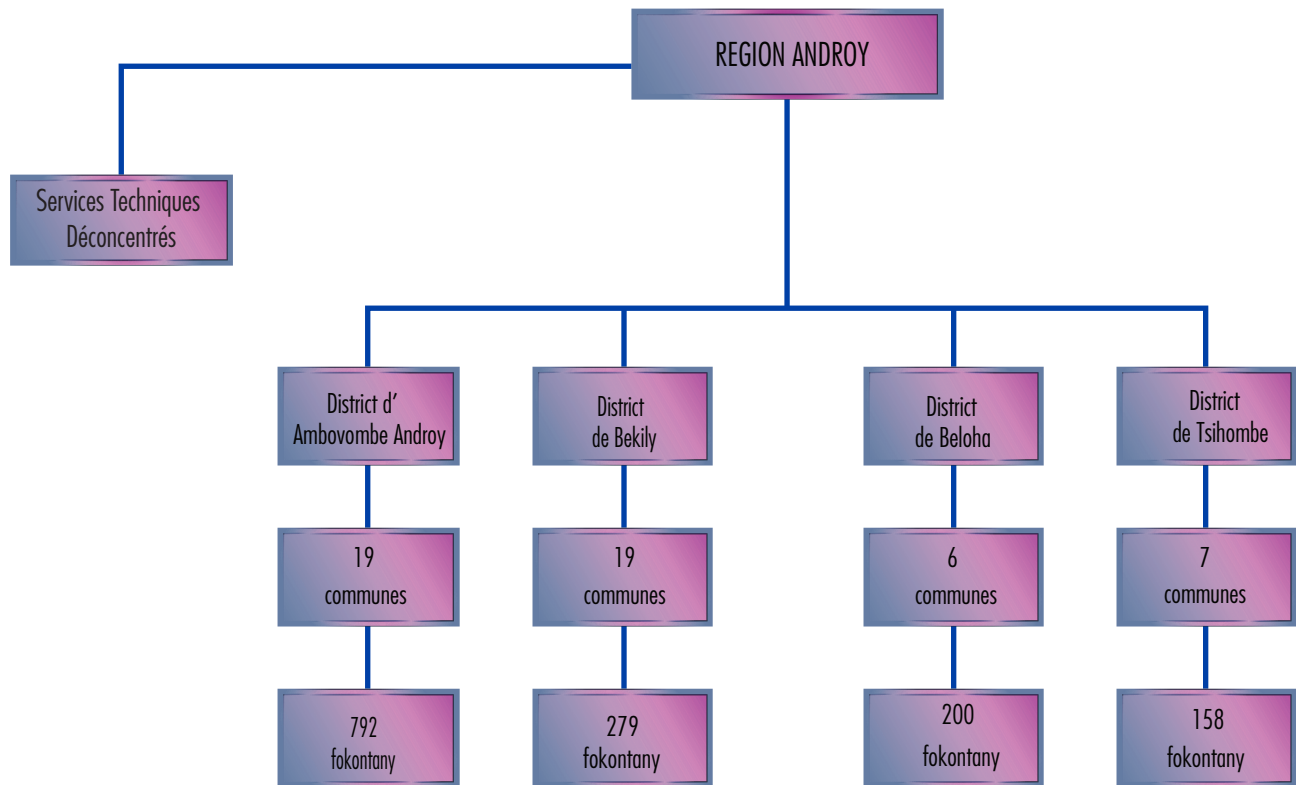 REGION ANDROY
Services Techniques
Déconcentrés
District d'
Ambovombe Androy
District
de Bekily
District
de Beloha
District
de Tsihombe
19
communes
19
communes
6
communes
7
communes
792
fokontany
279
fokontany
200
fokontany
158
fokontany